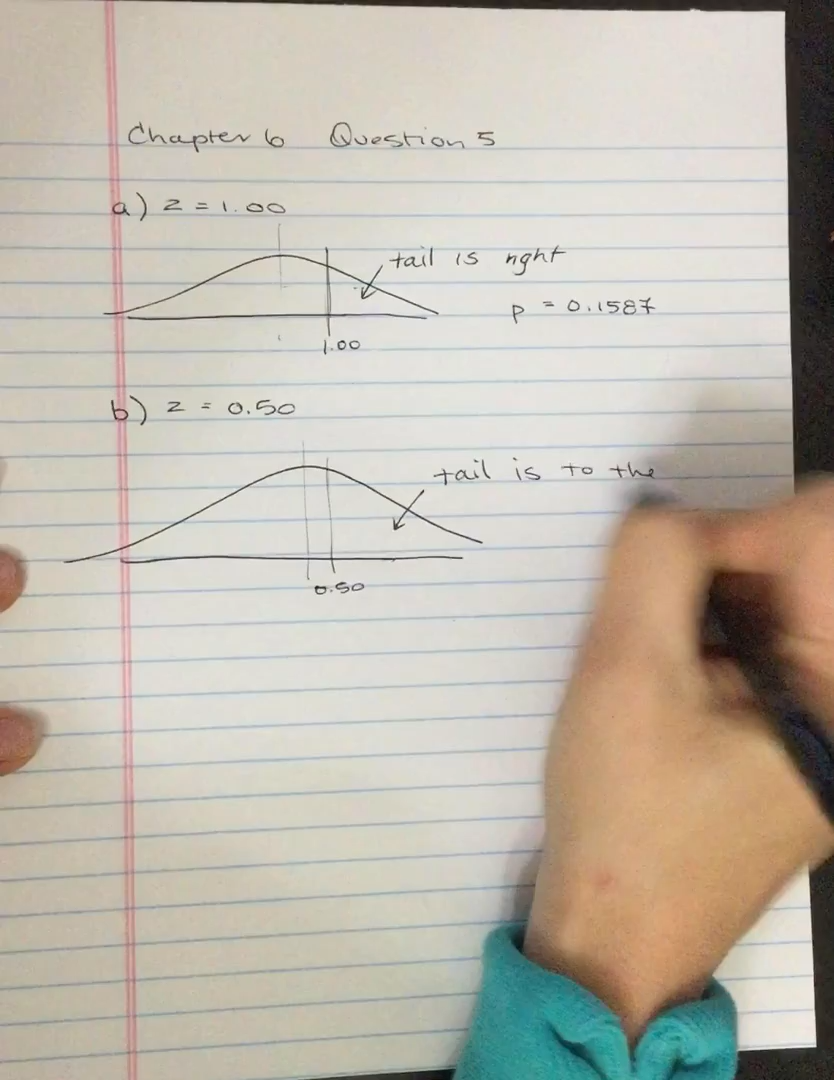 Chapter 6 Question 5
a) z = 1.00
tail is right
p = 0.1587
1.00
b) z = 0.50
tail is to the
0.50